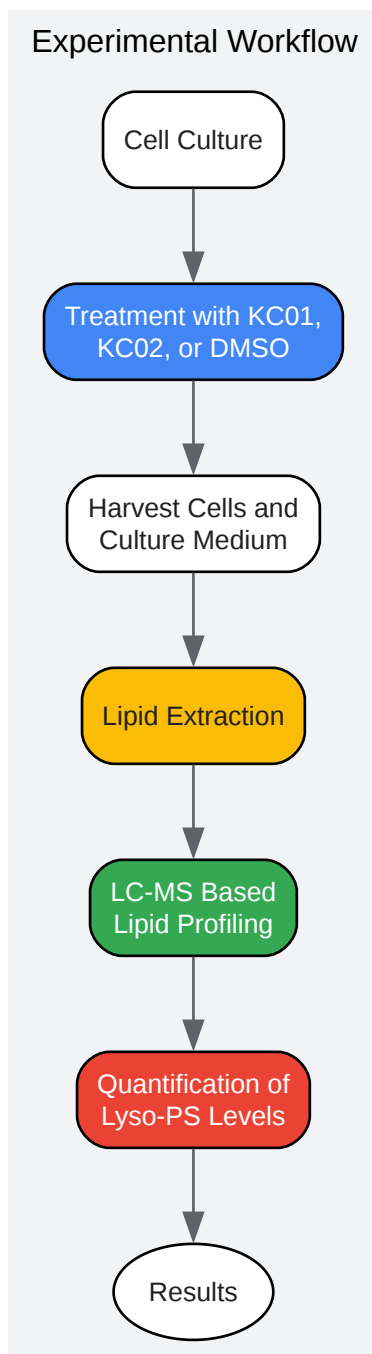 Experimental Workflow
Cell Culture
Treatment with KC01,
KC02, or DMSO
Harvest Cells and
Culture Medium
Lipid Extraction
LC-MS Based
Lipid Profiling
Quantification of
Lyso-PS Levels
Results